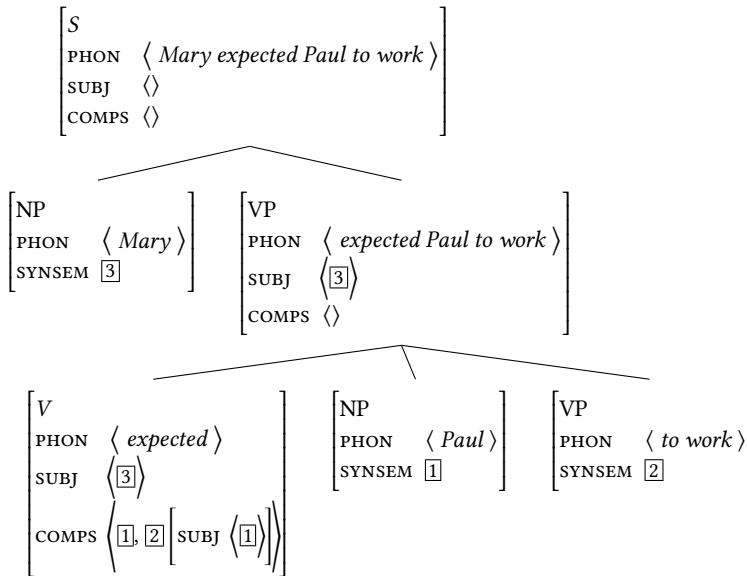 S
PHON ⟨ Mary expected Paul to work ⟩
SUBJ ⟨⟩
COMPS ⟨⟩
NP
PHON ⟨ Mary ⟩
SYNSEM 3
VP
PHON ⟨ expected Paul to work ⟩
SUBJ ⟨3⟩
COMPS ⟨⟩
V
PHON ⟨ expected ⟩
SUBJ ⟨3⟩
COMPS ⟨1, 2 [SUBJ ⟨1⟩]⟩
NP
PHON ⟨ Paul ⟩
SYNSEM 1
VP
PHON ⟨ to work ⟩
SYNSEM 2